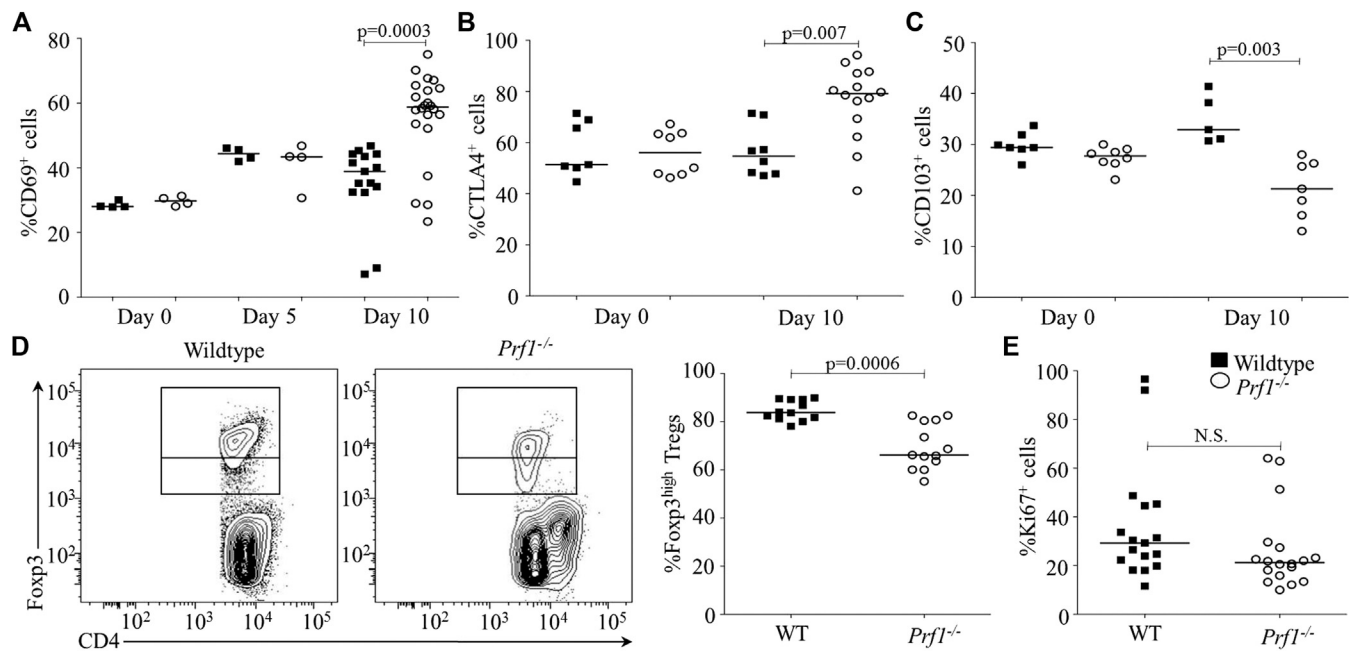 A
p=0.0003
%CD69⁺ cells
80
60
40
20
0
Day 0 Day 5 Day 10
B
p=0.007
%CTLA4⁺ cells
100
80
60
40
20
0
Day 0 Day 10
C
p=0.003
%CD103⁺ cells
50
40
30
20
10
0
Day 0 Day 10
D
Wildtype Prf1⁻/⁻
Foxp3
10⁵
10⁴
10³
10²
10² 10³ 10⁴ 10⁵
10⁵
10⁴
10³
10²
10² 10³ 10⁴ 10⁵
CD4
p=0.0006
%Foxp3ʰⁱᵍʰ Tregs
100
80
60
40
20
0
WT Prf1⁻/⁻
E
Wildtype
Prf1⁻/⁻
N.S.
%Ki67⁺ cells
100
80
60
40
20
0
WT Prf1⁻/⁻